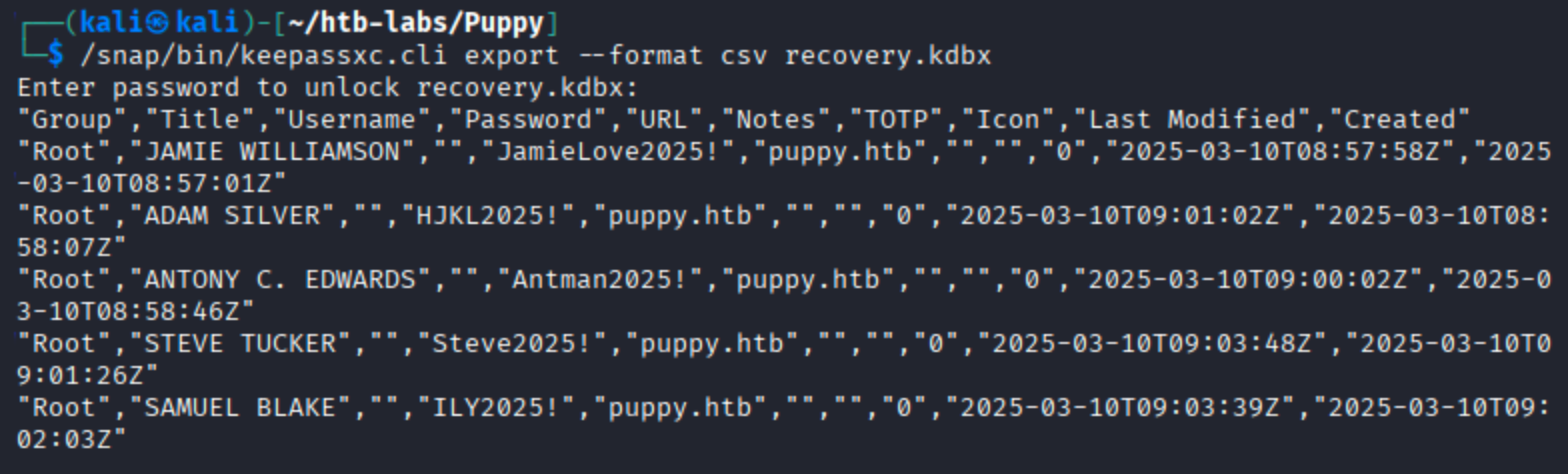 ┌──(kali㉿kali)-[~/htb-labs/Puppy]
└─$ /snap/bin/keepassxc.cli export --format csv recovery.kdbx
Enter password to unlock recovery.kdbx:
"Group","Title","Username","Password","URL","Notes","TOTP","Icon","Last Modified","Created"
"Root","JAMIE WILLIAMSON","","JamieLove2025!","puppy.htb","","","0","2025-03-10T08:57:58Z","2025
-03-10T08:57:01Z"
"Root","ADAM SILVER","","HJKL2025!","puppy.htb","","","0","2025-03-10T09:01:02Z","2025-03-10T08:
58:07Z"
"Root","ANTONY C. EDWARDS","","Antman2025!","puppy.htb","","","0","2025-03-10T09:00:02Z","2025-0
3-10T08:58:46Z"
"Root","STEVE TUCKER","","Steve2025!","puppy.htb","","","0","2025-03-10T09:03:48Z","2025-03-10T0
9:01:26Z"
"Root","SAMUEL BLAKE","","ILY2025!","puppy.htb","","","0","2025-03-10T09:03:39Z","2025-03-10T09:
02:03Z"